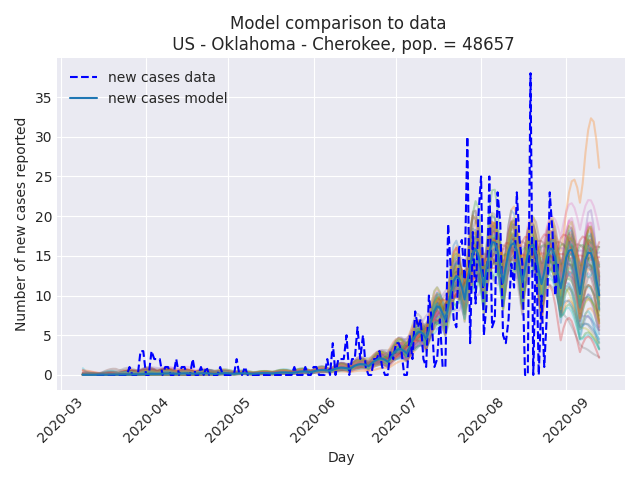 Model comparison to data
US - Oklahoma - Cherokee, pop. = 48657
new cases data
new cases model
Number of new cases reported
35
30
25
20
15
10
5
0
2020-03
2020-04
2020-05
2020-06
2020-07
2020-08
2020-09
Day